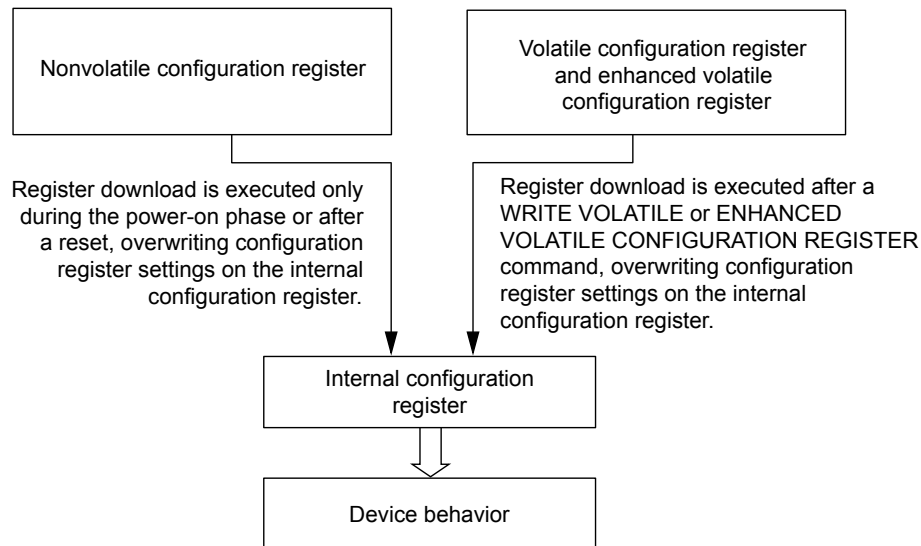 Nonvolatile configuration register
Volatile configuration register
and enhanced volatile
configuration register
Register download is executed only
during the power-on phase or after
a reset, overwriting configuration
register settings on the internal
configuration register.
Register download is executed after a
WRITE VOLATILE or ENHANCED
VOLATILE CONFIGURATION REGISTER
command, overwriting configuration
register settings on the internal
configuration register.
Internal configuration
register
Device behavior